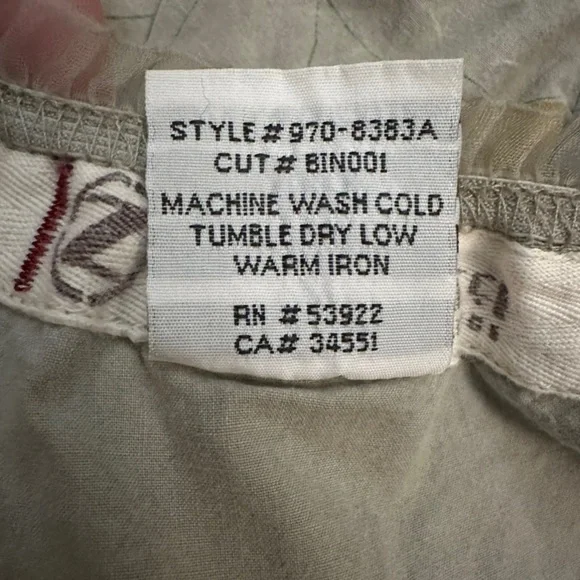 STYLE # 970-8383A
CUT# BIN001
MACHINE WASH COLD
TUMBLE DRY LOW
WARM IRON
RN #53922
CA# 34551